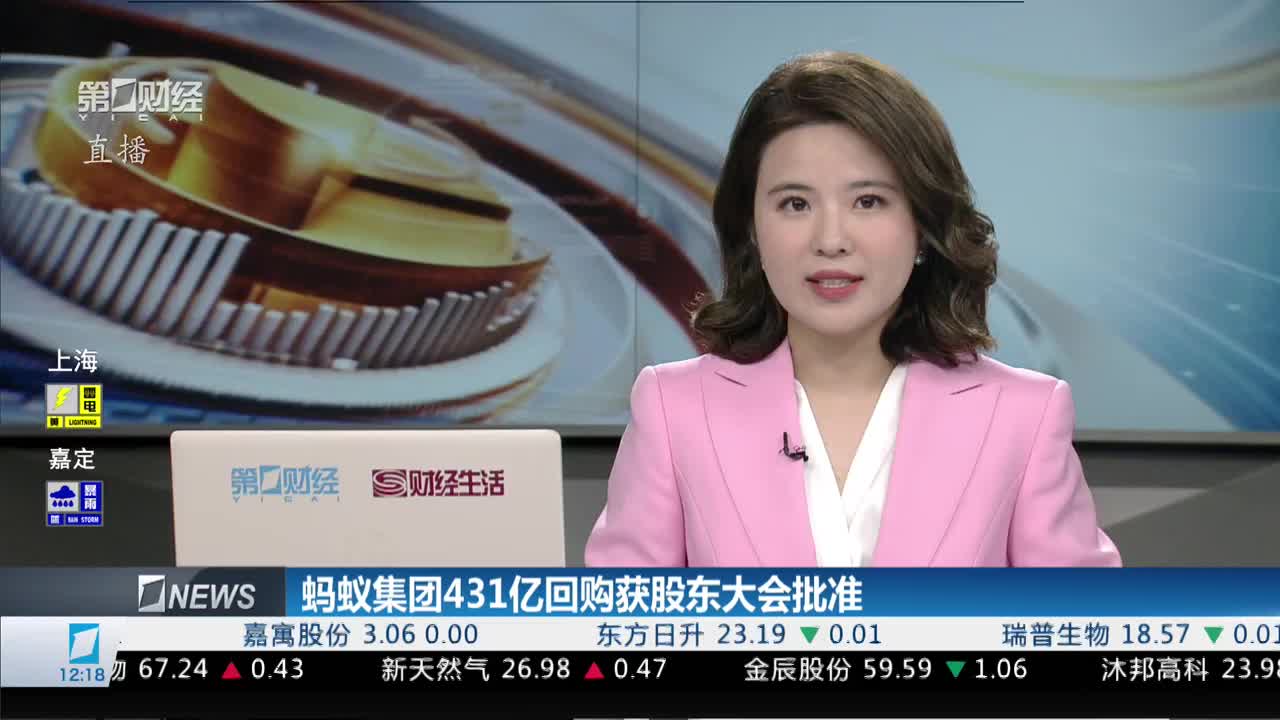 第一财经
YICAI
直播
上海
雷电
黄 LIGHTNING
嘉定
暴雨
蓝 RAIN STORM
第一财经 财经生活
YICAI
NEWS 蚂蚁集团431亿回购获股东大会批准
嘉寓股份 3.06 0.00 东方日升 23.19 ▼ 0.01 瑞普生物 18.57 ▼ 0.01
12:18 物 67.24 ▲ 0.43 新天然气 26.98 ▲ 0.47 金辰股份 59.59 ▼ 1.06 沐邦高科 23.98